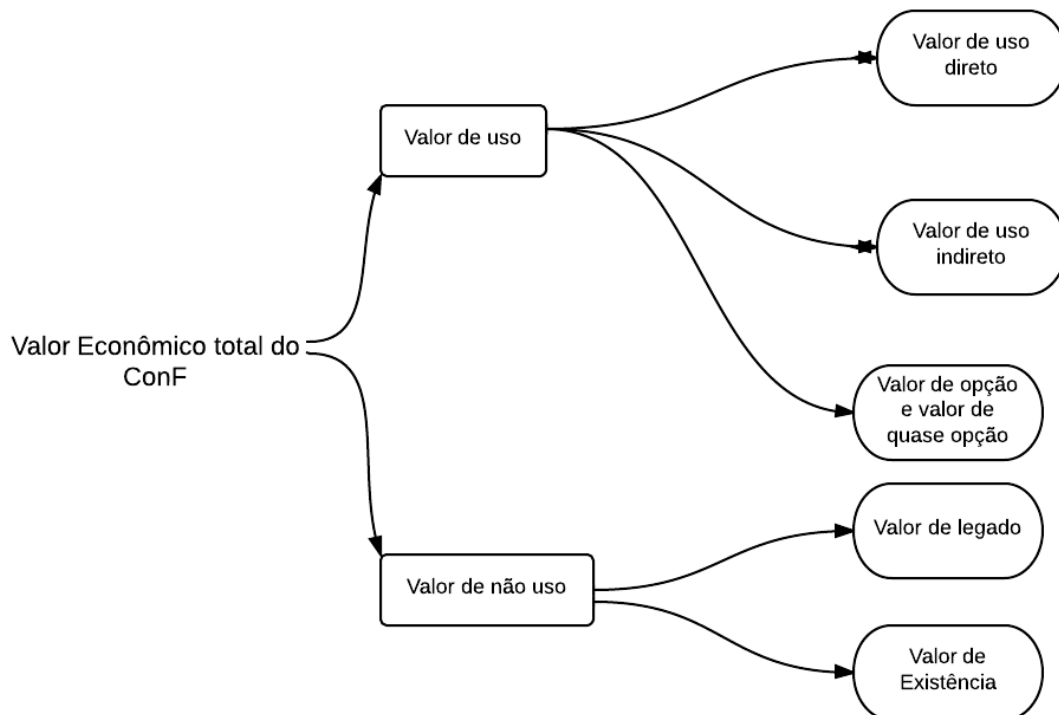 Valor de uso
direto
Valor de uso
Valor de uso
indireto
Valor Econômico total do
ConF
Valor de opção
e valor de
quase opção
Valor de legado
Valor de não uso
Valor de
Existência